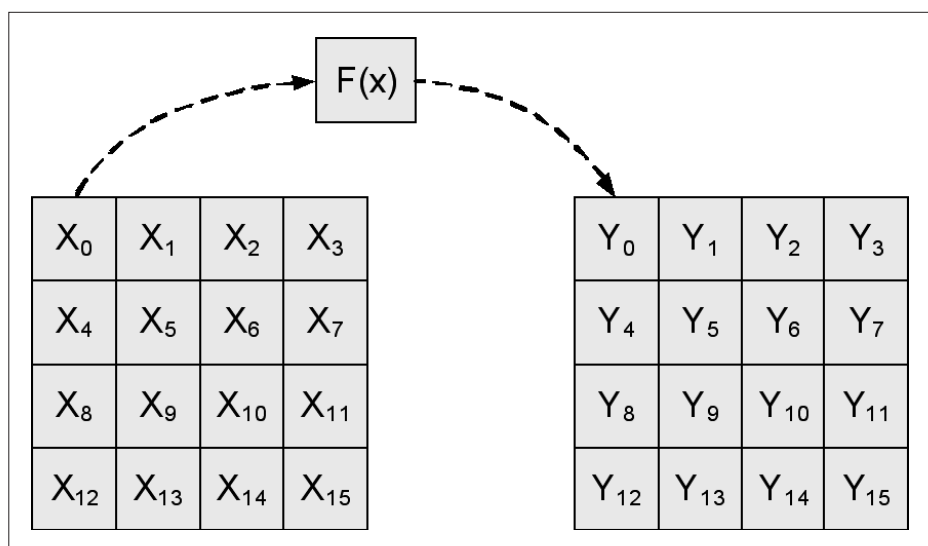 F(x)
X₀ X₁ X₂ X₃
X₄ X₅ X₆ X₇
X₈ X₉ X₁₀ X₁₁
X₁₂ X₁₃ X₁₄ X₁₅
Y₀ Y₁ Y₂ Y₃
Y₄ Y₅ Y₆ Y₇
Y₈ Y₉ Y₁₀ Y₁₁
Y₁₂ Y₁₃ Y₁₄ Y₁₅